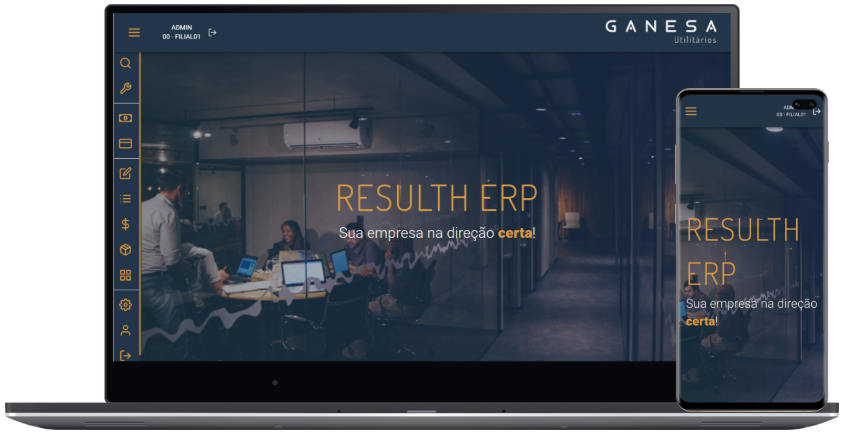 ADMIN
00 - FILIAL01
GANESA
Utilitários
RESULTH ERP
Sua empresa na direção certa!
00 - FILIAL01
RESULTH
ERP
Sua empresa na direção
certa!